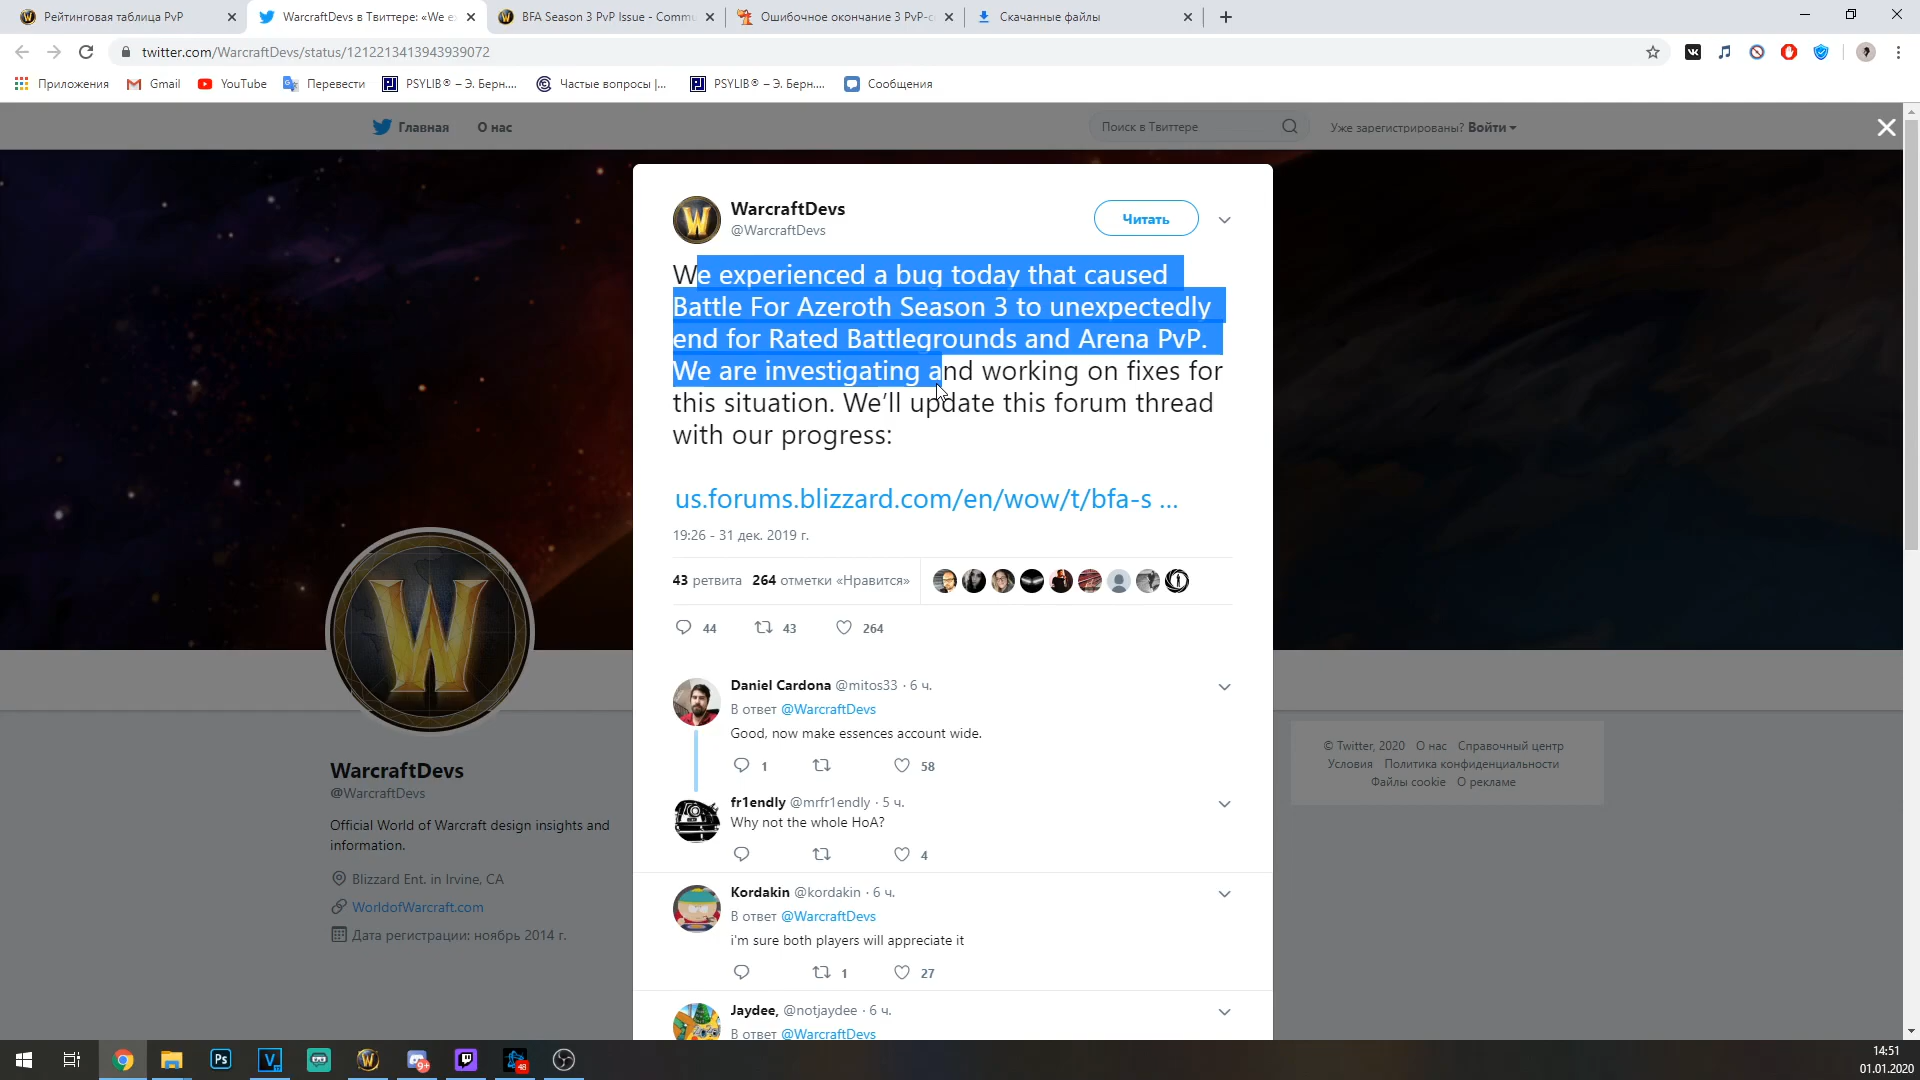 Рейтинговая таблица PvP
WarcraftDevs в Твиттере: «We ex
BFA Season 3 PvP Issue - Commu
Ошибочное окончание 3 PvP-с
Скачанные файлы
twitter.com/WarcraftDevs/status/1212213413943939072
Приложения
Gmail
YouTube
Перевести
PSYLIB® – Э. Берн....
Частые вопросы |...
PSYLIB® – Э. Берн....
Сообщения
Главная
О нас
Поиск в Твиттере
Уже зарегистрированы? Войти
WarcraftDevs
@WarcraftDevs
Читать
We experienced a bug today that caused
Battle For Azeroth Season 3 to unexpectedly
end for Rated Battlegrounds and Arena PvP.
We are investigating and working on fixes for
this situation. We’ll update this forum thread
with our progress:
us.forums.blizzard.com/en/wow/t/bfa-s ...
19:26 - 31 дек. 2019 г.
43 ретвита 264 отметки «Нравится»
44 43 264
Daniel Cardona @mitos33 · 6 ч.
В ответ @WarcraftDevs
Good, now make essences account wide.
1 58
fr1endly @mrfr1endly · 5 ч.
Why not the whole HoA?
4
Kordakin @kordakin · 6 ч.
В ответ @WarcraftDevs
i'm sure both players will appreciate it
1 27
Jaydee, @notjaydee · 6 ч.
В ответ @WarcraftDevs
WarcraftDevs
@WarcraftDevs
Official World of Warcraft design insights and
information.
Blizzard Ent. in Irvine, CA
WorldofWarcraft.com
Дата регистрации: ноябрь 2014 г.
© Twitter, 2020 О нас Справочный центр
Условия Политика конфиденциальности
Файлы cookie О рекламе
Ps
V
9+
48
14:51
01.01.2020